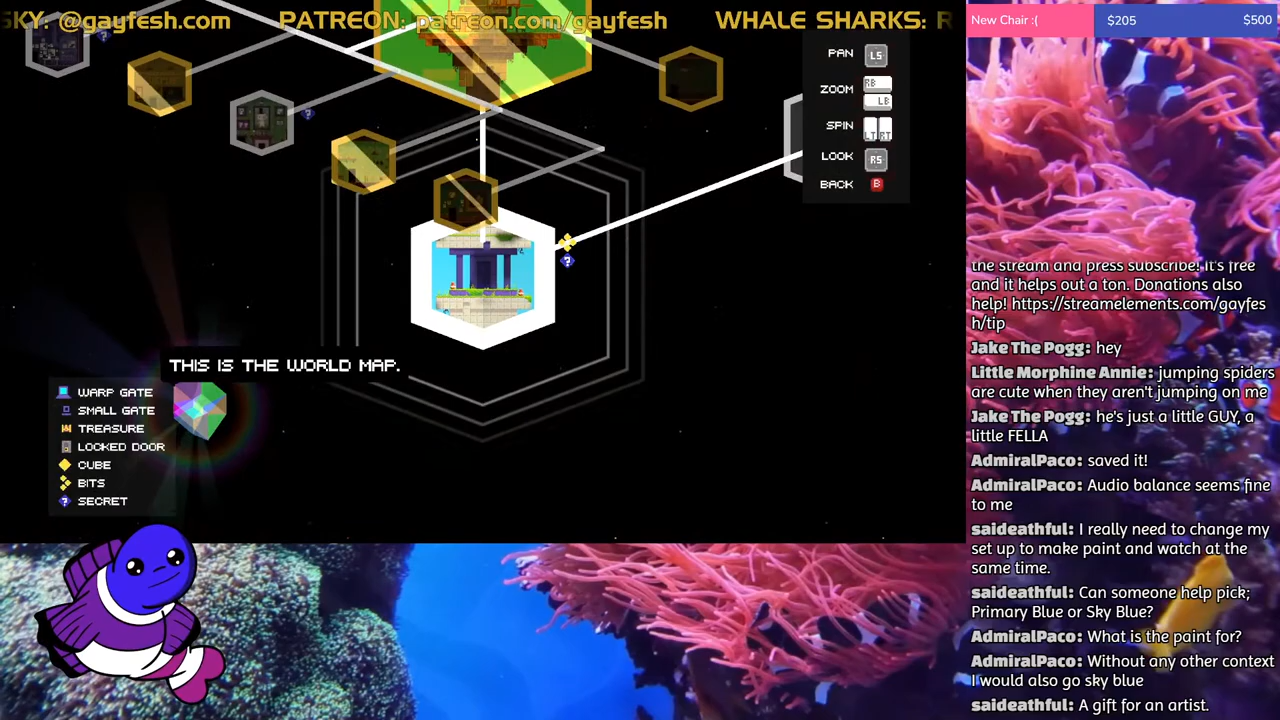 SKY: @gayfesh.com PATREON: patreon.com/gayfesh WHALE SHARKS: R
New Chair :( $205 $500
PAN LS
ZOOM RB
LB
SPIN LT RT
LOOK RS
BACK B
THIS IS THE WORLD MAP.
WARP GATE
SMALL GATE
TREASURE
LOCKED DOOR
CUBE
BITS
? SECRET
the stream and press subscribe! It's free
and it helps out a ton. Donations also
help! https://streamelements.com/gayfes
h/tip
Jake The Pogg: hey
Little Morphine Annie: jumping spiders
are cute when they aren't jumping on me
Jake The Pogg: he's just a little GUY, a
little FELLA
AdmiralPaco: saved it!
AdmiralPaco: Audio balance seems fine
to me
saideathful: I really need to change my
set up to make paint and watch at the
same time.
saideathful: Can someone help pick;
Primary Blue or Sky Blue?
AdmiralPaco: What is the paint for?
AdmiralPaco: Without any other context
I would also go sky blue
saideathful: A gift for an artist.